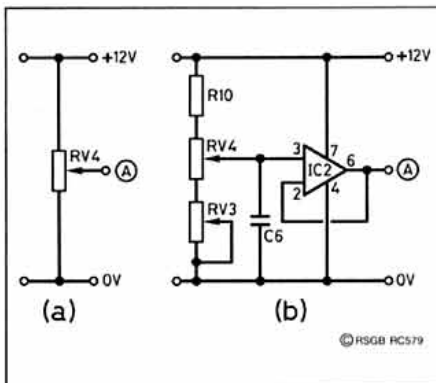 +12V
RV4
A
0V
(a)
+12V
R10
RV4
RV3
C6
3
2
IC2
7
6
4
A
0V
(b)
© RSGB RC579